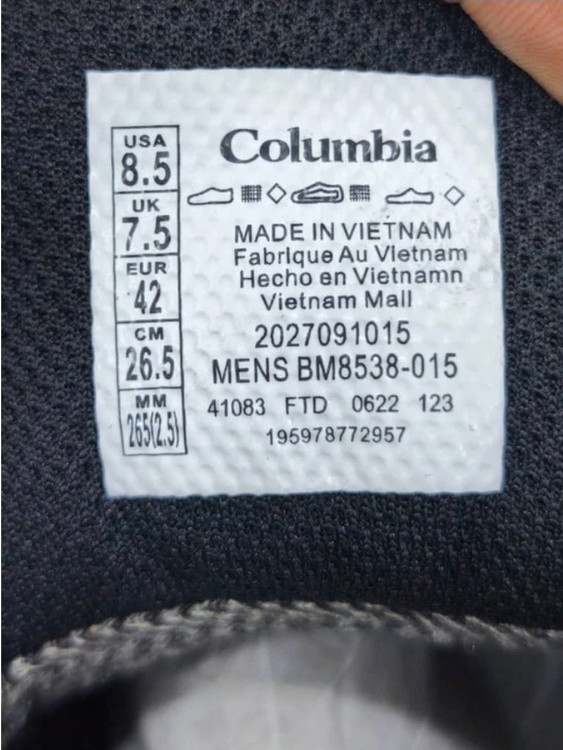 USA
8.5
UK
7.5
EUR
42
CM
26.5
MM
265(2.5)
Columbia
MADE IN VIETNAM
Fabrique Au Vietnam
Hecho en Vietnamn
Vietnam Mall
2027091015
MENS BM8538-015
41083 FTD 0622 123
195978772957